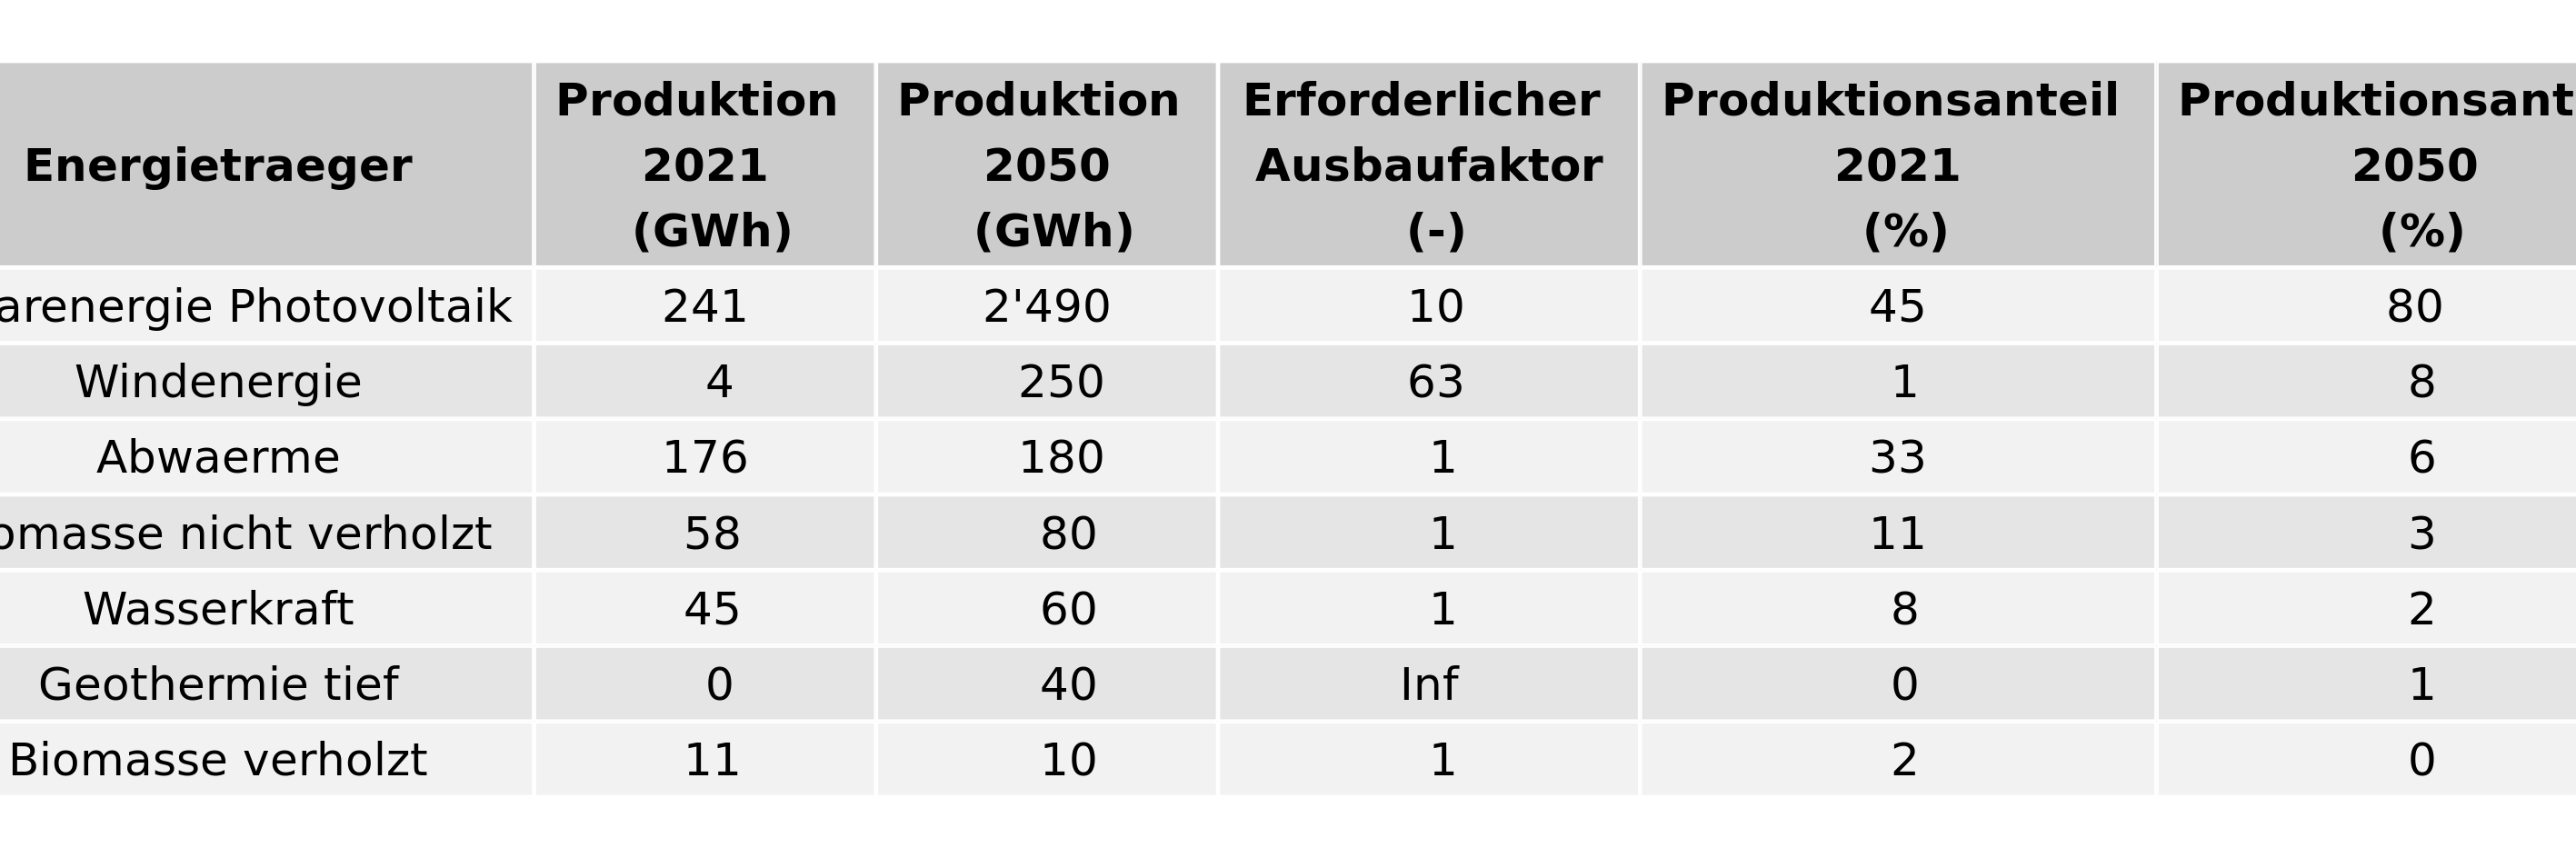 Energietraeger Produktion 2021 (GWh) Produktion 2050 (GWh) Erforderlicher Ausbaufaktor (-) Produktionsanteil 2021 (%) Produktionsant 2050 (%)
arenergie Photovoltaik 241 2'490 10 45 80
Windenergie 4 250 63 1 8
Abwaerme 176 180 1 33 6
omasse nicht verholzt 58 80 1 11 3
Wasserkraft 45 60 1 8 2
Geothermie tief 0 40 Inf 0 1
Biomasse verholzt 11 10 1 2 0